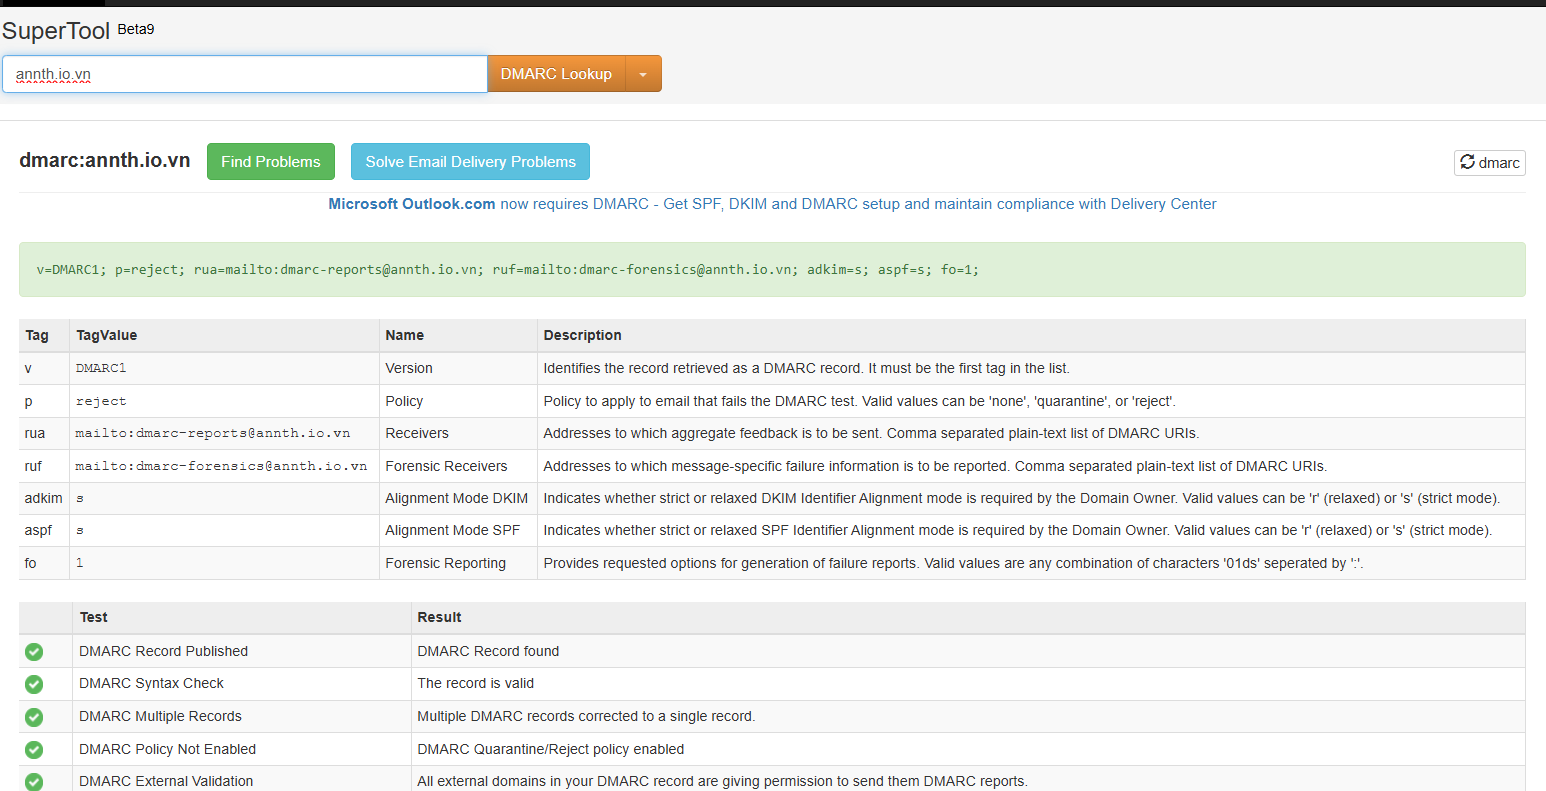 SuperTool Beta9
annth.io.vn DMARC Lookup
dmarc:annth.io.vn Find Problems Solve Email Delivery Problems dmarc
Microsoft Outlook.com now requires DMARC - Get SPF, DKIM and DMARC setup and maintain compliance with Delivery Center
v=DMARC1; p=reject; rua=mailto:dmarc-reports@annth.io.vn; ruf=mailto:dmarc-forensics@annth.io.vn; adkim=s; aspf=s; fo=1;
Tag TagValue Name Description
v DMARC1 Version Identifies the record retrieved as a DMARC record. It must be the first tag in the list.
p reject Policy Policy to apply to email that fails the DMARC test. Valid values can be 'none', 'quarantine', or 'reject'.
rua mailto:dmarc-reports@annth.io.vn Receivers Addresses to which aggregate feedback is to be sent. Comma separated plain-text list of DMARC URIs.
ruf mailto:dmarc-forensics@annth.io.vn Forensic Receivers Addresses to which message-specific failure information is to be reported. Comma separated plain-text list of DMARC URIs.
adkim s Alignment Mode DKIM Indicates whether strict or relaxed DKIM Identifier Alignment mode is required by the Domain Owner. Valid values can be 'r' (relaxed) or 's' (strict mode).
aspf s Alignment Mode SPF Indicates whether strict or relaxed SPF Identifier Alignment mode is required by the Domain Owner. Valid values can be 'r' (relaxed) or 's' (strict mode).
fo 1 Forensic Reporting Provides requested options for generation of failure reports. Valid values are any combination of characters '01ds' seperated by ':'.
Test Result
DMARC Record Published DMARC Record found
DMARC Syntax Check The record is valid
DMARC Multiple Records Multiple DMARC records corrected to a single record.
DMARC Policy Not Enabled DMARC Quarantine/Reject policy enabled
DMARC External Validation All external domains in your DMARC record are giving permission to send them DMARC reports.